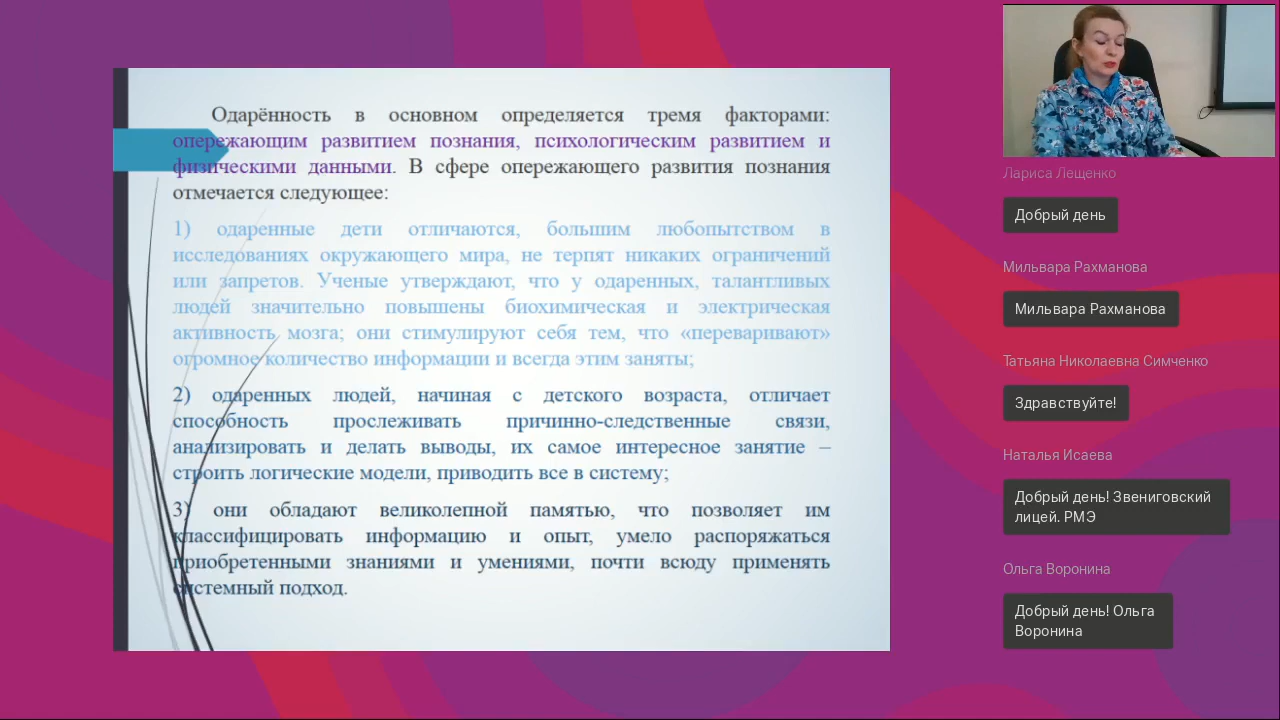 Одарённость в основном определяется тремя факторами:
опережающим развитием познания, психологическим развитием и
физическими данными. В сфере опережающего развития познания
отмечается следующее:
1) одаренные дети отличаются, большим любопытством в
исследованиях окружающего мира, не терпят никаких ограничений
или запретов. Ученые утверждают, что у одаренных, талантливых
людей значительно повышены биохимическая и электрическая
активность мозга; они стимулируют себя тем, что «переваривают»
огромное количество информации и всегда этим заняты;
2) одаренных людей, начиная с детского возраста, отличает
способность прослеживать причинно-следственные связи,
анализировать и делать выводы, их самое интересное занятие –
строить логические модели, приводить все в систему;
3) они обладают великолепной памятью, что позволяет им
классифицировать информацию и опыт, умело распоряжаться
приобретенными знаниями и умениями, почти всюду применять
системный подход.
Лариса Лещенко
Добрый день
Мильвара Рахманова
Мильвара Рахманова
Татьяна Николаевна Симченко
Здравствуйте!
Наталья Исаева
Добрый день! Звениговский
лицей. РМЭ
Ольга Воронина
Добрый день! Ольга
Воронина